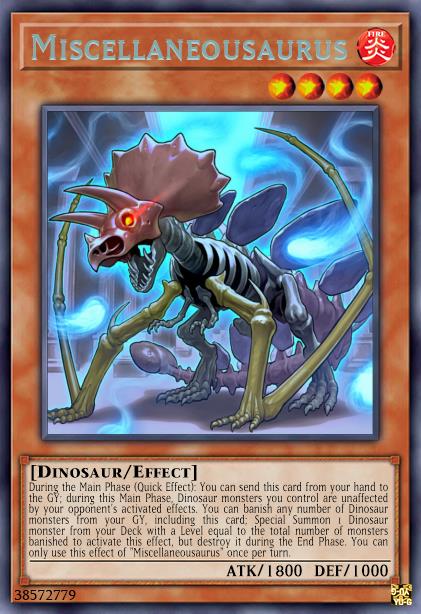 MISCELLANEOUSAURUS FIRE 炎
[DINOSAUR/EFFECT]
During the Main Phase (Quick Effect): You can send this card from your hand to
the GY; during this Main Phase, Dinosaur monsters you control are unaffected
by your opponent's activated effects. You can banish any number of Dinosaur
monsters from your GY, including this card; Special Summon 1 Dinosaur
monster from your Deck with a Level equal to the total number of monsters
banished to activate this effect, but destroy it during the End Phase. You can
only use this effect of "Miscellaneousaurus" once per turn.
ATK/1800 DEF/1000
38572779